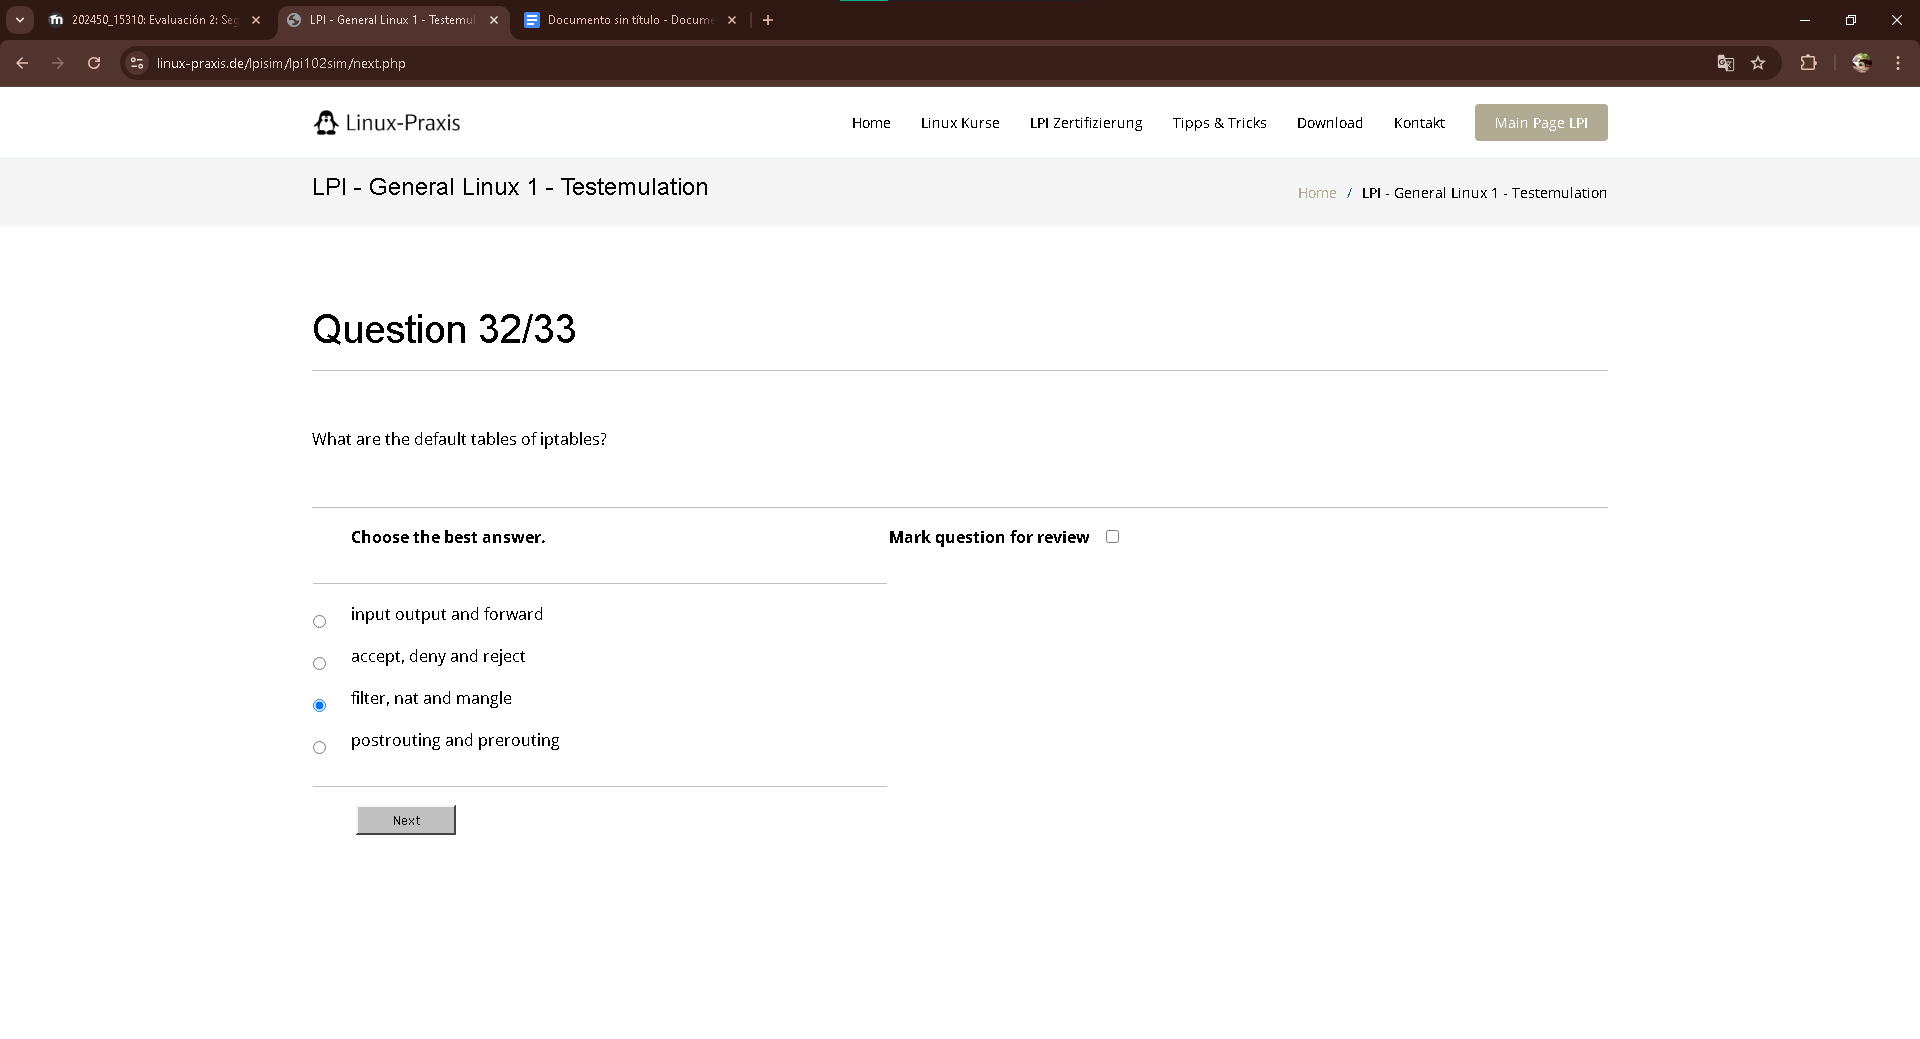 202450_15310: Evaluación 2: Seg
LPI - General Linux 1 - Testemul
Documento sin título - Docume
linux-praxis.de/lpisim/lpi102sim/next.php
Linux-Praxis
Home
Linux Kurse
LPI Zertifizierung
Tipps & Tricks
Download
Kontakt
Main Page LPI
LPI - General Linux 1 - Testemulation
Home / LPI - General Linux 1 - Testemulation
Question 32/33
What are the default tables of iptables?
Choose the best answer.
Mark question for review
input output and forward
accept, deny and reject
filter, nat and mangle
postrouting and prerouting
Next